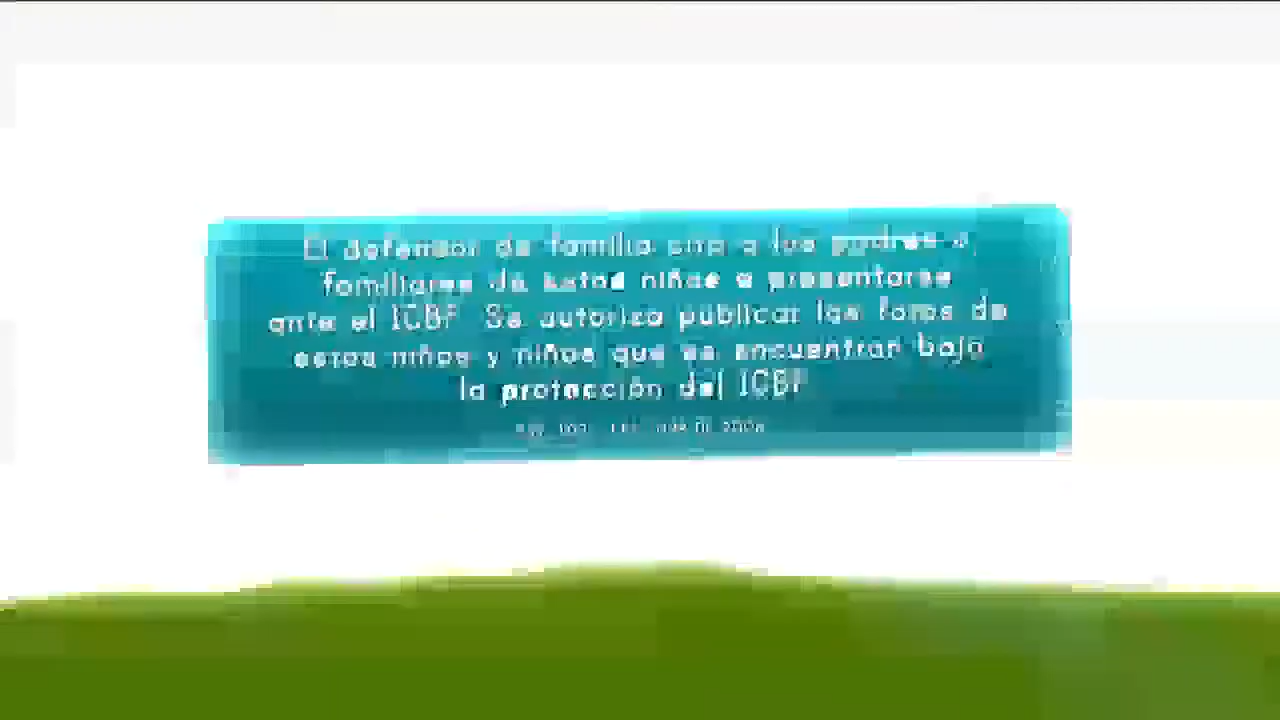 El defensor de familia cita a los padres o
familiares de estos niños a presentarse
ante el ICBF. Se autoriza publicar las fotos de
estos niños y niñas que se encuentran bajo
la protección del ICBF